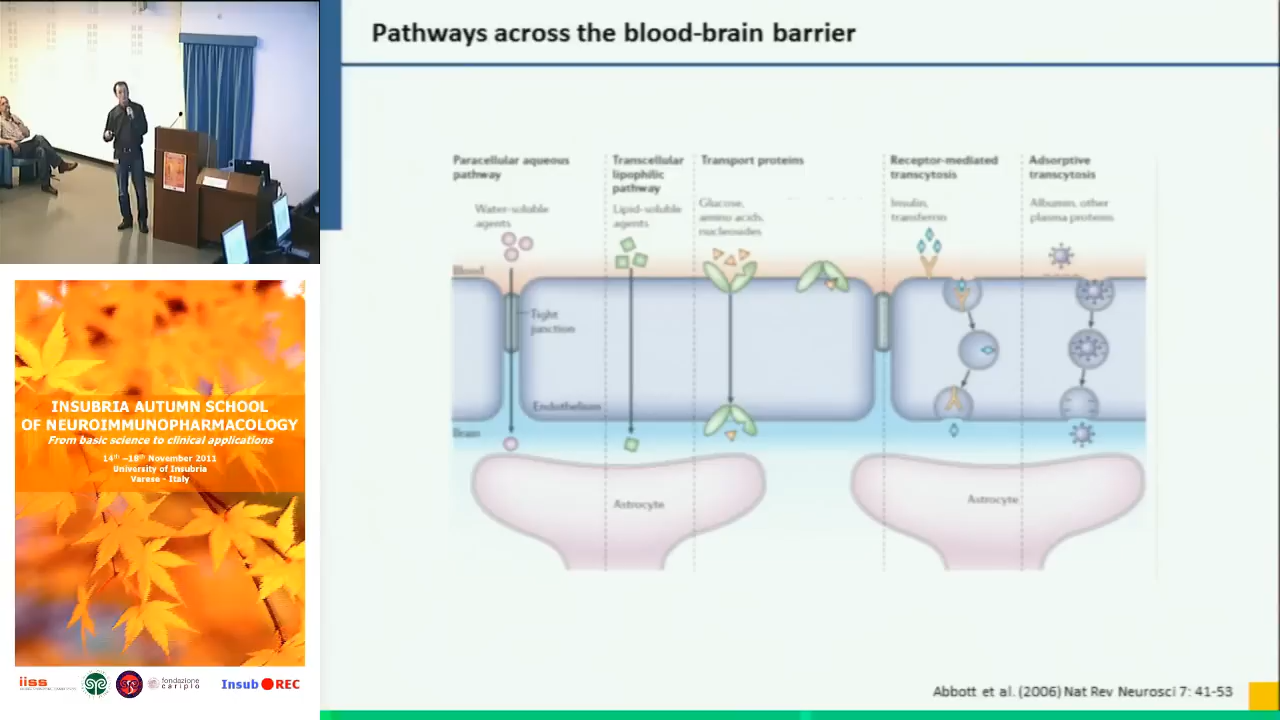 Pathways across the blood-brain barrier
Paracellular aqueous
pathway
Transcellular
lipophilic
pathway
Transport proteins
Receptor-mediated
transcytosis
Adsorptive
transcytosis
Water-soluble
agents
Lipid-soluble
agents
Glucose,
amino acids,
nucleosides
Insulin,
transferrin
Albumin, other
plasma proteins
Blood
Tight
junction
Endothelium
Brain
Astrocyte
Astrocyte
Abbott et al. (2006) Nat Rev Neurosci 7: 41-53
INSUBRIA AUTUMN SCHOOL
OF NEUROIMMUNOPHARMACOLOGY
From basic science to clinical applications
14th –18th November 2011
University of Insubria
Varese - Italy
iiss
fondazione
cariplo
Insub REC